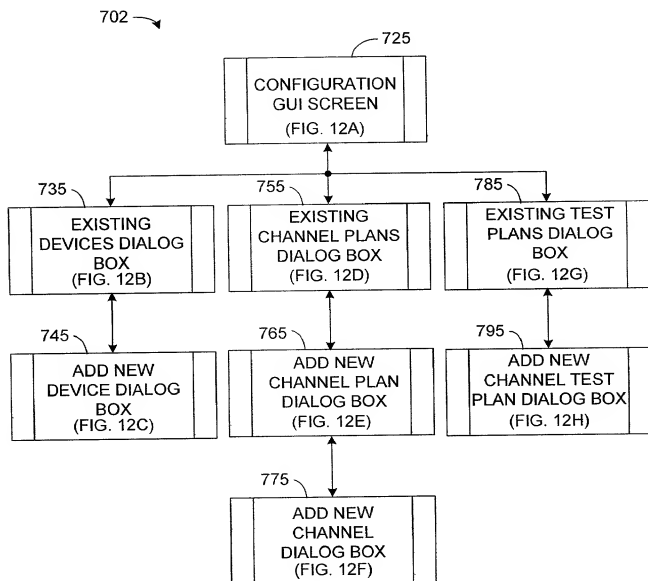 702
725
CONFIGURATION
GUI SCREEN
(FIG. 12A)
735
EXISTING
DEVICES DIALOG
BOX
(FIG. 12B)
755
EXISTING
CHANNEL PLANS
DIALOG BOX
(FIG. 12D)
785
EXISTING TEST
PLANS DIALOG
BOX
(FIG. 12G)
745
ADD NEW
DEVICE DIALOG
BOX
(FIG. 12C)
765
ADD NEW
CHANNEL PLAN
DIALOG BOX
(FIG. 12E)
795
ADD NEW
CHANNEL TEST
PLAN DIALOG BOX
(FIG. 12H)
775
ADD NEW
CHANNEL
DIALOG BOX
(FIG. 12F)